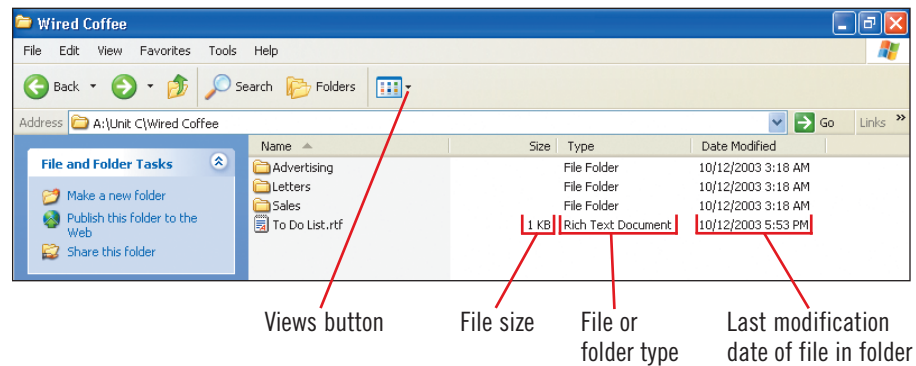 Wired Coffee
File Edit View Favorites Tools Help
Back Search Folders
Address A:\Unit C\Wired Coffee Go Links »
Name Size Type Date Modified
File and Folder Tasks
Make a new folder
Publish this folder to the
Web
Share this folder
Advertising File Folder 10/12/2003 3:18 AM
Letters File Folder 10/12/2003 3:18 AM
Sales File Folder 10/12/2003 3:18 AM
To Do List.rtf 1 KB Rich Text Document 10/12/2003 5:53 PM
Views button
File size
File or
folder type
Last modification
date of file in folder